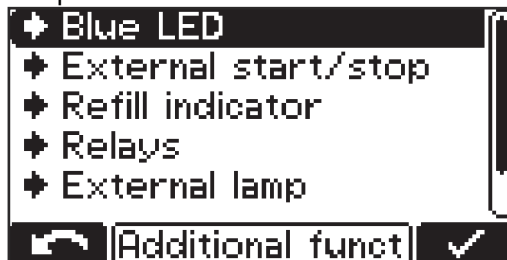 Blue LED
External start/stop
Refill indicator
Relays
External lamp
Additional funct